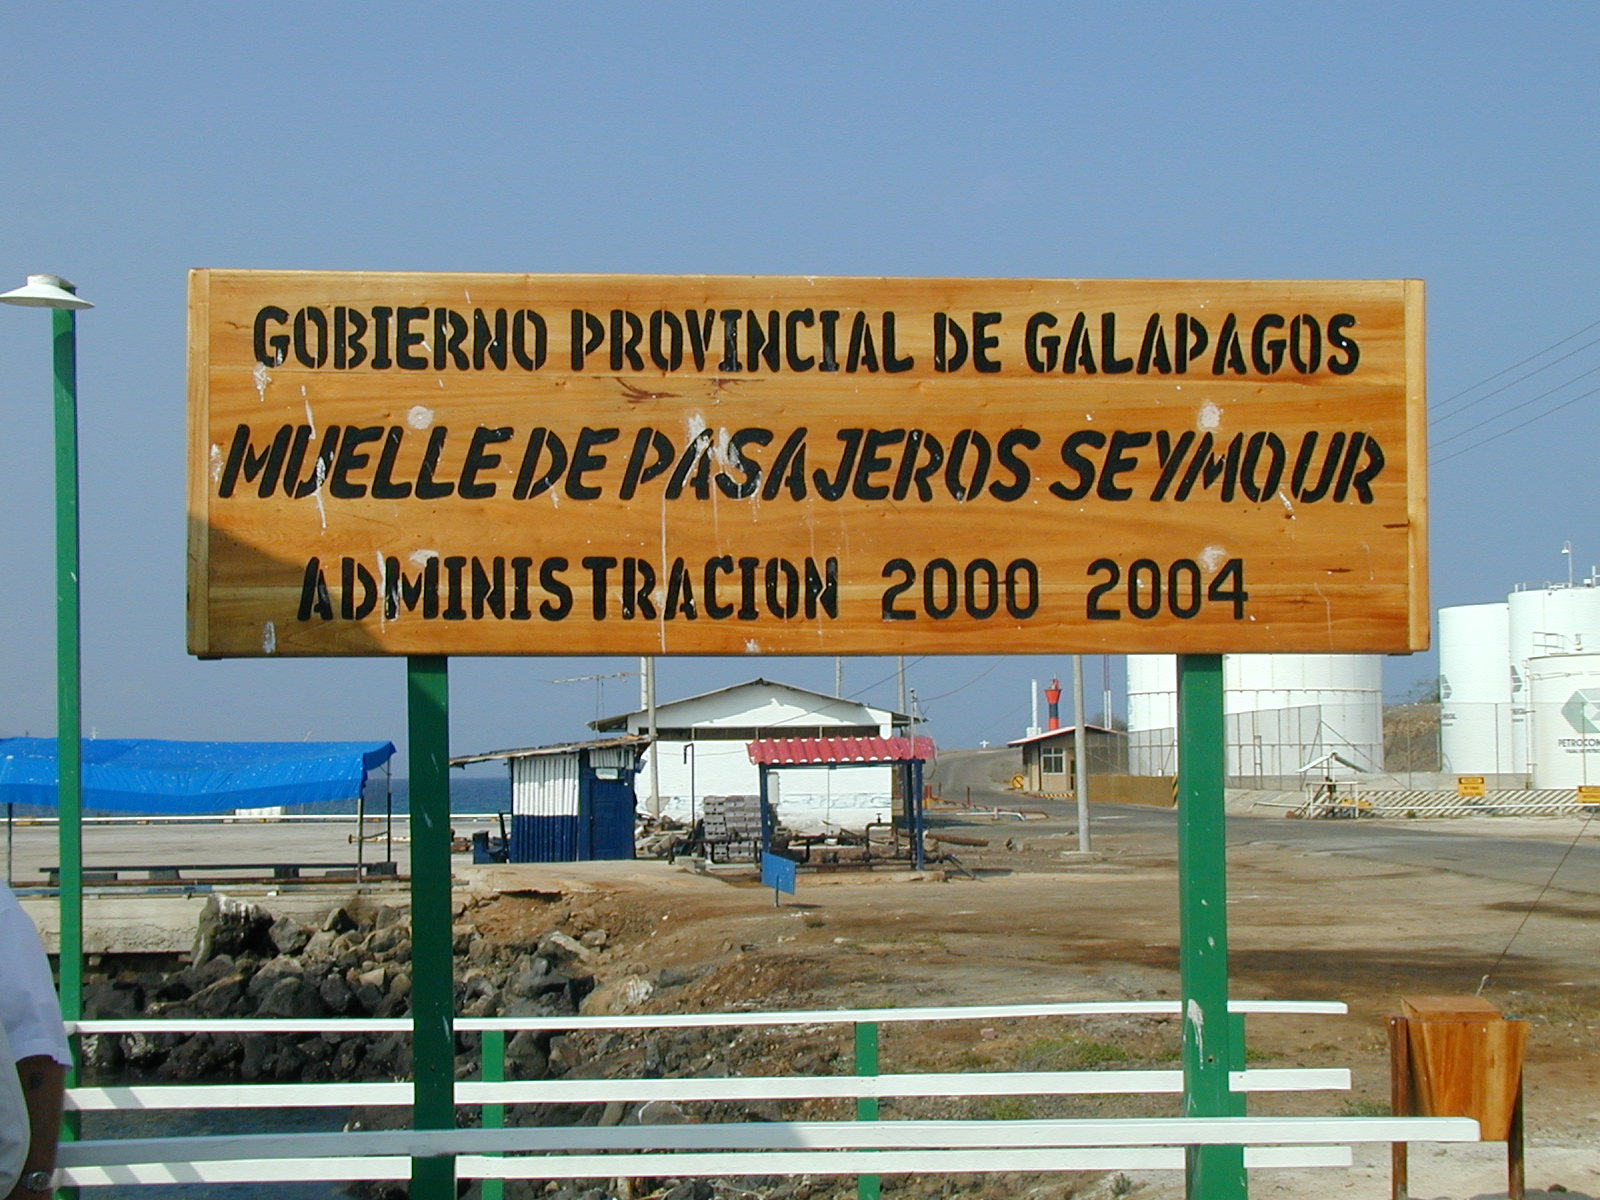 GOBIERNO PROVINCIAL DE GALAPAGOS
MUELLE DE PASAJEROS SEYMOUR
ADMINISTRACION 2000 2004